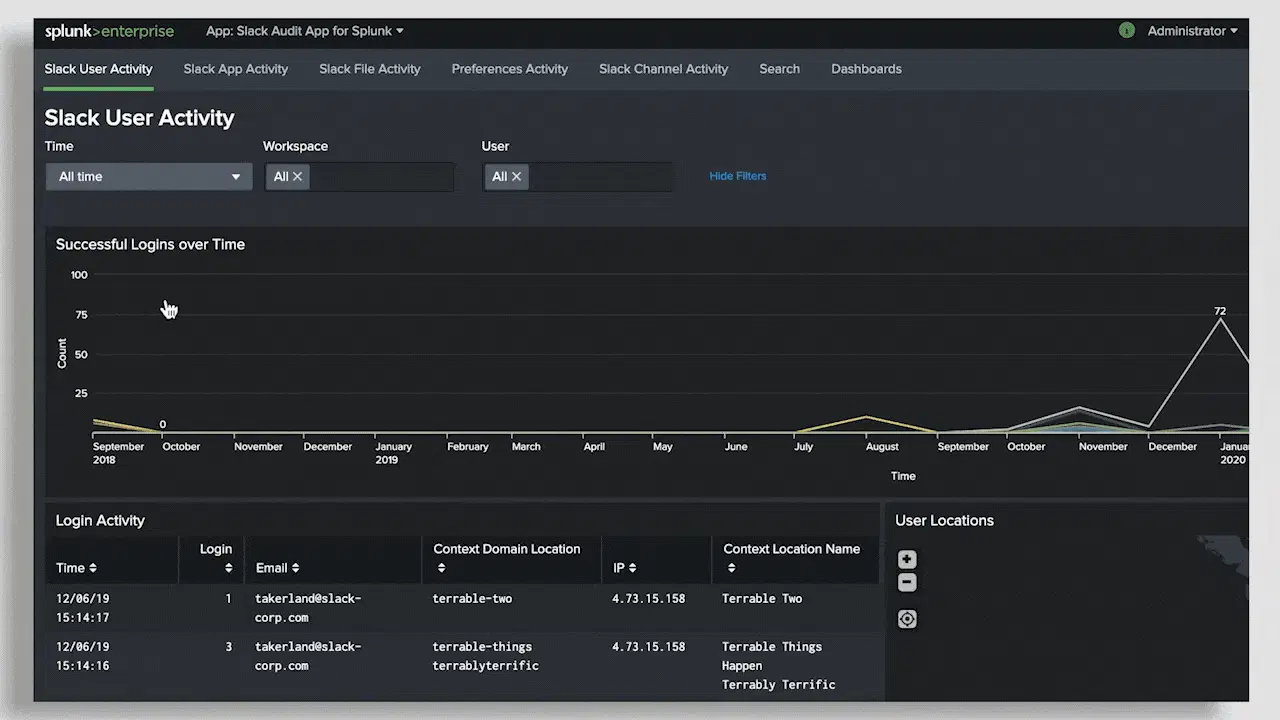 splunk>enterprise App: Slack Audit App for Splunk i Administrator
Slack User Activity Slack App Activity Slack File Activity Preferences Activity Slack Channel Activity Search Dashboards
Slack User Activity
Time Workspace User
All time All All Hide Filters
Successful Logins over Time
100
75
50
25
Count
0
72
September October November December January February March April May June July August September October November December
2018 2019 2020
Time
Login Activity
Time Login Email Context Domain Location IP Context Location Name
12/06/19 1 takerland@slack- terrable-two 4.73.15.158 Terrable Two
15:14:17 corp.com
12/06/19 3 takerland@slack- terrable-things 4.73.15.158 Terrable Things
15:14:16 corp.com terrablyterrific Happen
Terrably Terrific
User Locations